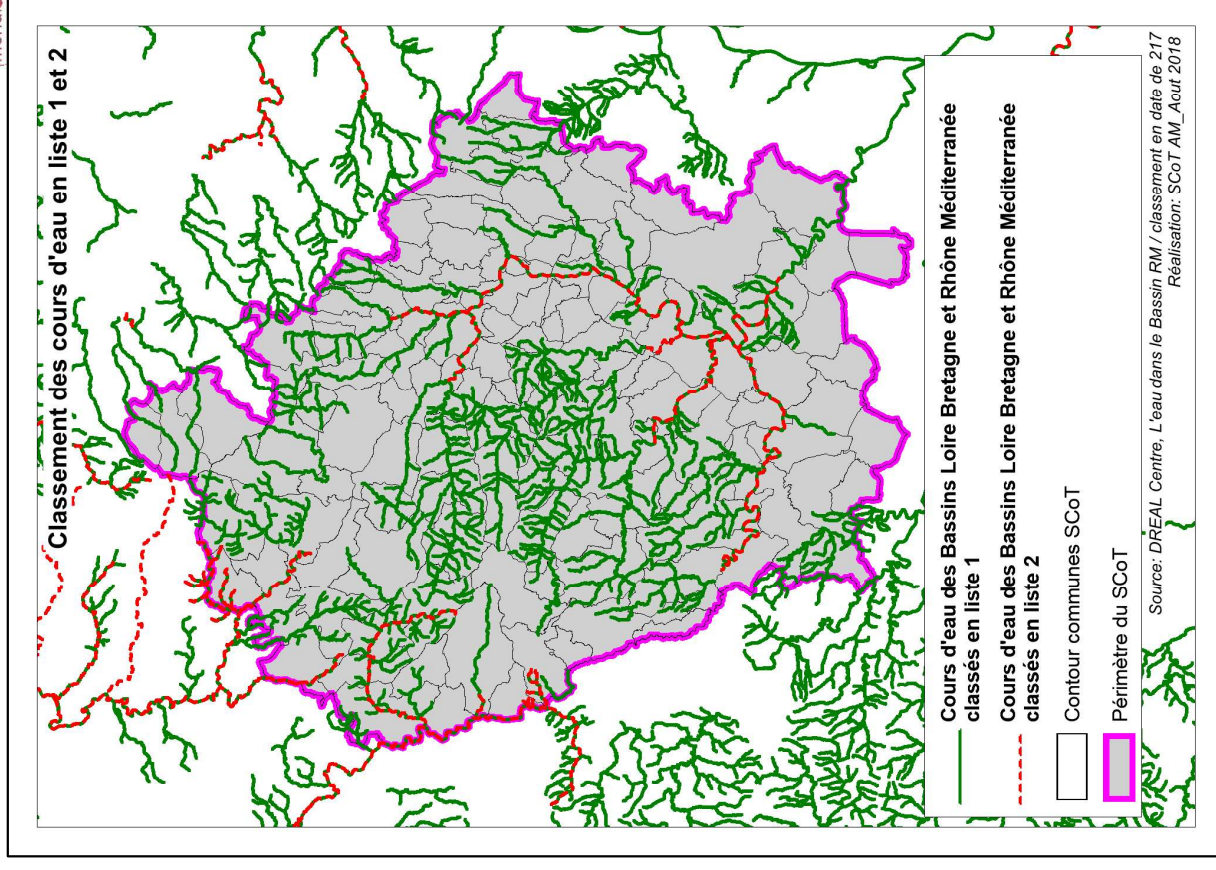 Classement des cours d'eau en liste 1 et 2
Cours d'eau des Bassins Loire Bretagne et Rhône Méditerranée
classés en liste 1
Cours d'eau des Bassins Loire Bretagne et Rhône Méditerranée
classés en liste 2
Contour communes SCoT
Périmètre du SCoT
Source: DREAL Centre, L'eau dans le Bassin RM / classement en date de 217
Réalisation: SCoT AM_Aout 2018